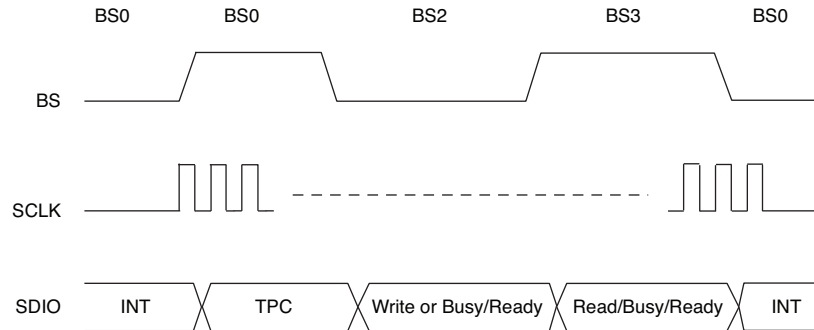 BS0 BS0 BS2 BS3 BS0
BS
SCLK
SDIO INT TPC Write or Busy/Ready Read/Busy/Ready INT